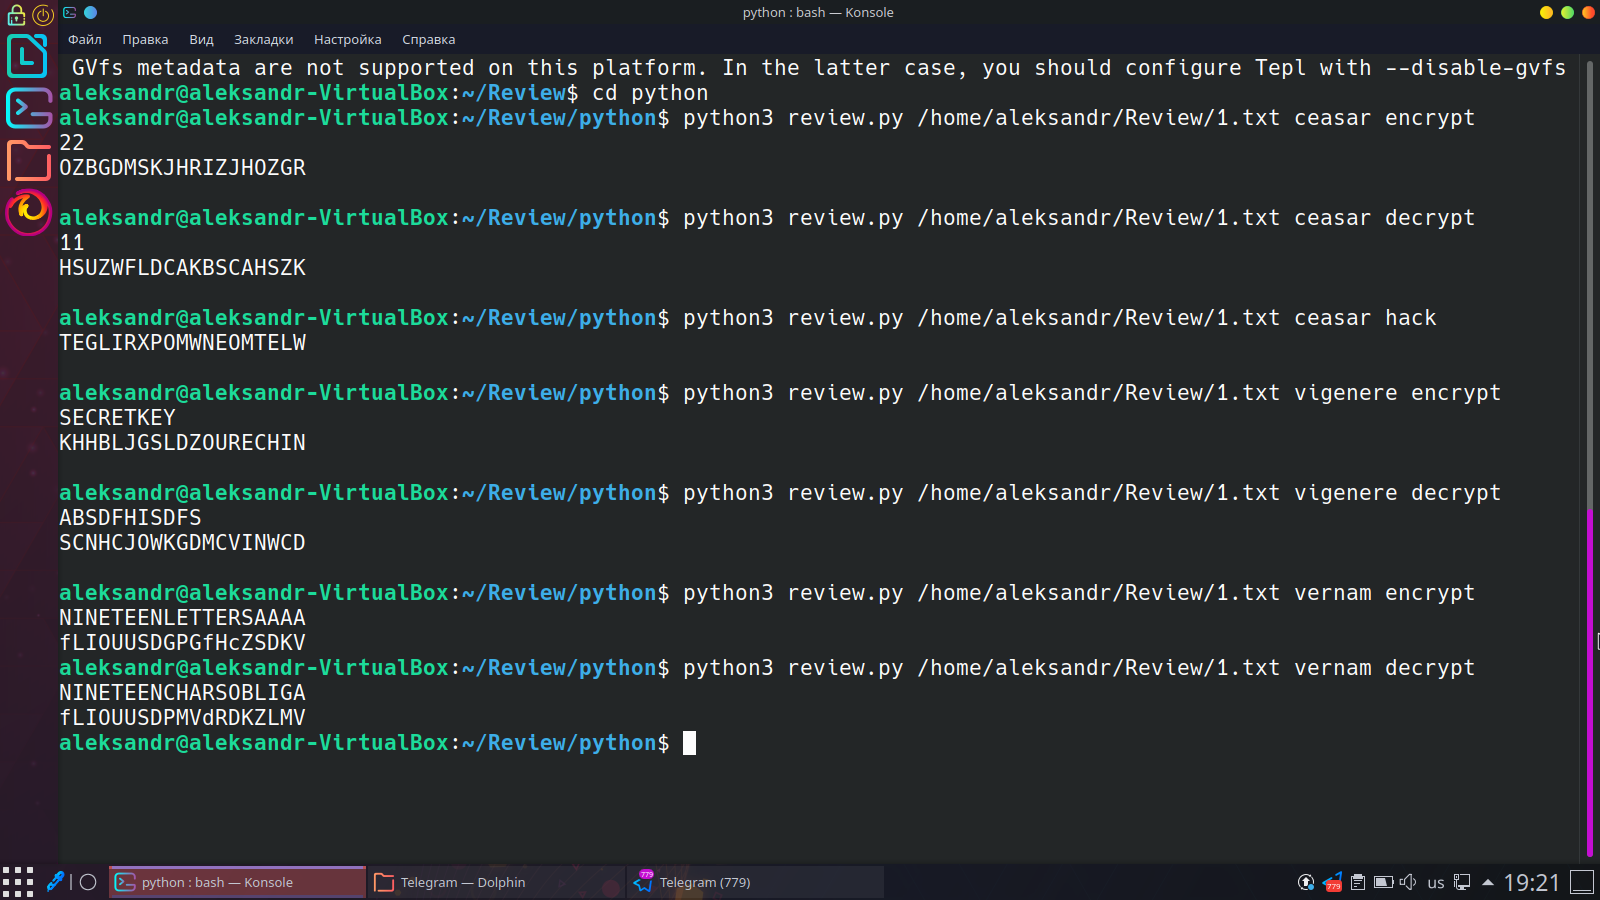 python : bash — Konsole
Файл Правка Вид Закладки Настройка Справка
GVfs metadata are not supported on this platform. In the latter case, you should configure Tepl with --disable-gvfs
aleksandr@aleksandr-VirtualBox:~/Review$ cd python
aleksandr@aleksandr-VirtualBox:~/Review/python$ python3 review.py /home/aleksandr/Review/1.txt ceasar encrypt
22
OZBGDMSKJHRIZJHOZGR
aleksandr@aleksandr-VirtualBox:~/Review/python$ python3 review.py /home/aleksandr/Review/1.txt ceasar decrypt
11
HSUZWFLDCAKBSCAHSZK
aleksandr@aleksandr-VirtualBox:~/Review/python$ python3 review.py /home/aleksandr/Review/1.txt ceasar hack
TEGLIRXPOMWNEOMTELW
aleksandr@aleksandr-VirtualBox:~/Review/python$ python3 review.py /home/aleksandr/Review/1.txt vigenere encrypt
SECRETKEY
KHHBLJGSLDZOURECHIN
aleksandr@aleksandr-VirtualBox:~/Review/python$ python3 review.py /home/aleksandr/Review/1.txt vigenere decrypt
ABSDFHISDFS
SCNHCJOWKGDMCVINWCD
aleksandr@aleksandr-VirtualBox:~/Review/python$ python3 review.py /home/aleksandr/Review/1.txt vernam encrypt
NINETEENLETTERSAAAA
fLIOUUSDGPGfHcZSDKV
aleksandr@aleksandr-VirtualBox:~/Review/python$ python3 review.py /home/aleksandr/Review/1.txt vernam decrypt
NINETEENCHARSOBLIGA
fLIOUUSDPMVdRDKZLMV
aleksandr@aleksandr-VirtualBox:~/Review/python$
python : bash — Konsole
Telegram — Dolphin
779
Telegram (779)
779
us
19:21